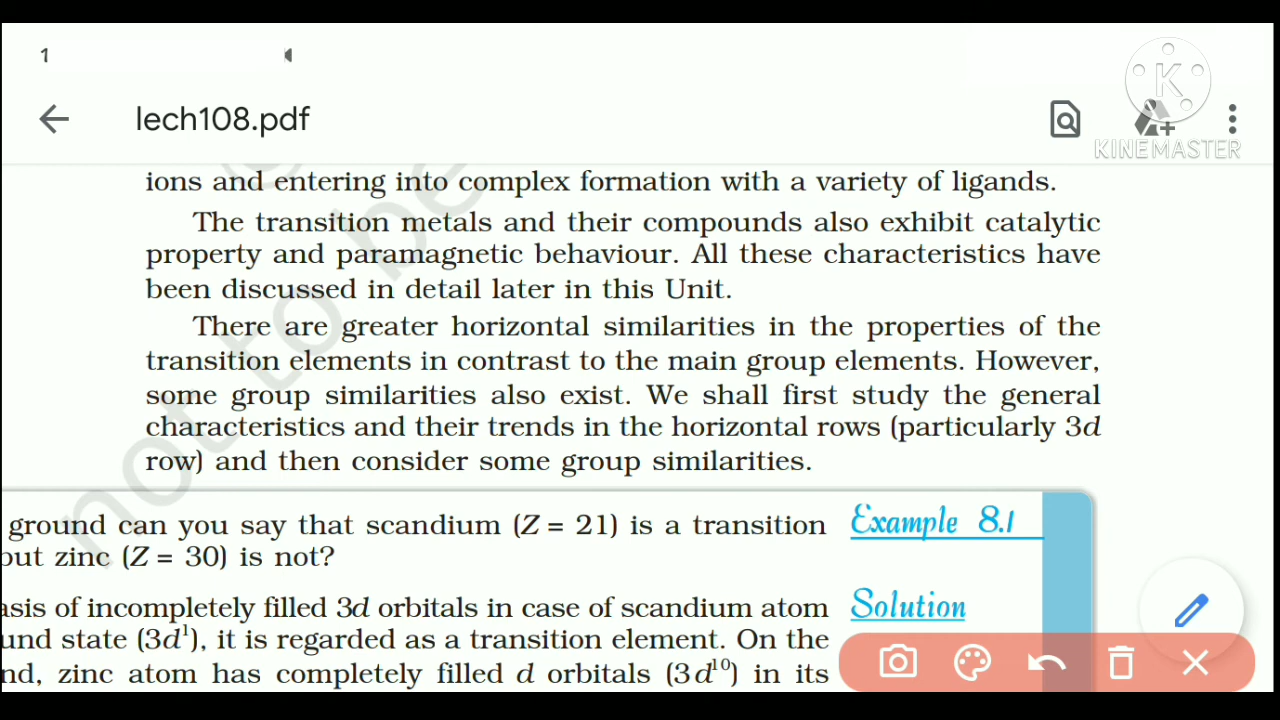 1
lech108.pdf
KINEMASTER
ions and entering into complex formation with a variety of ligands.
The transition metals and their compounds also exhibit catalytic
property and paramagnetic behaviour. All these characteristics have
been discussed in detail later in this Unit.
There are greater horizontal similarities in the properties of the
transition elements in contrast to the main group elements. However,
some group similarities also exist. We shall first study the general
characteristics and their trends in the horizontal rows (particularly 3d
row) and then consider some group similarities.
not to be
ground can you say that scandium (Z = 21) is a transition
but zinc (Z = 30) is not?
Example 8.1
asis of incompletely filled 3d orbitals in case of scandium atom
und state (3d¹), it is regarded as a transition element. On the
nd, zinc atom has completely filled d orbitals (3d¹⁰) in its
Solution